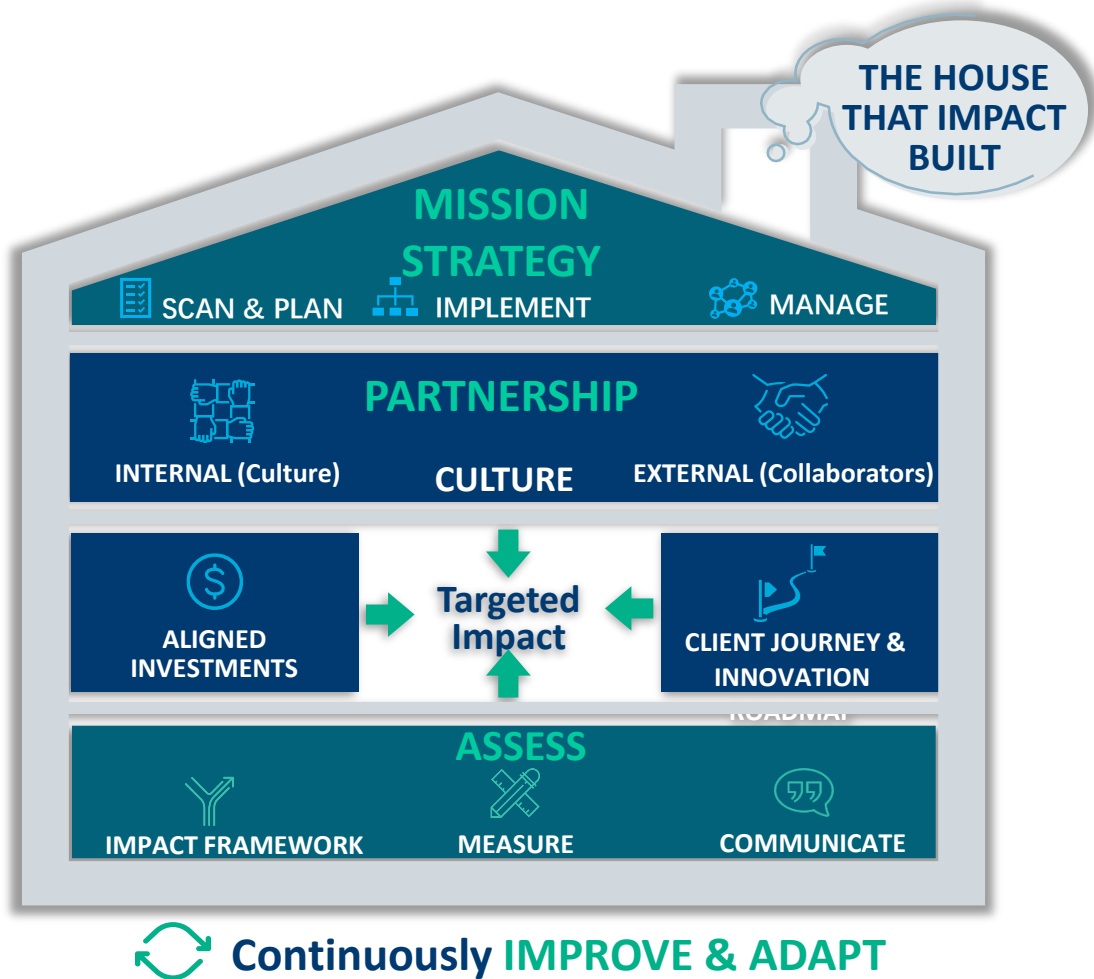 THE HOUSE
THAT IMPACT
BUILT
MISSION
STRATEGY
SCAN & PLAN
IMPLEMENT
MANAGE
PARTNERSHIP
INTERNAL (Culture)
CULTURE
EXTERNAL (Collaborators)
Targeted
Impact
ALIGNED
INVESTMENTS
CLIENT JOURNEY &
INNOVATION
ROADMAP
ASSESS
IMPACT FRAMEWORK
MEASURE
COMMUNICATE
Continuously IMPROVE & ADAPT